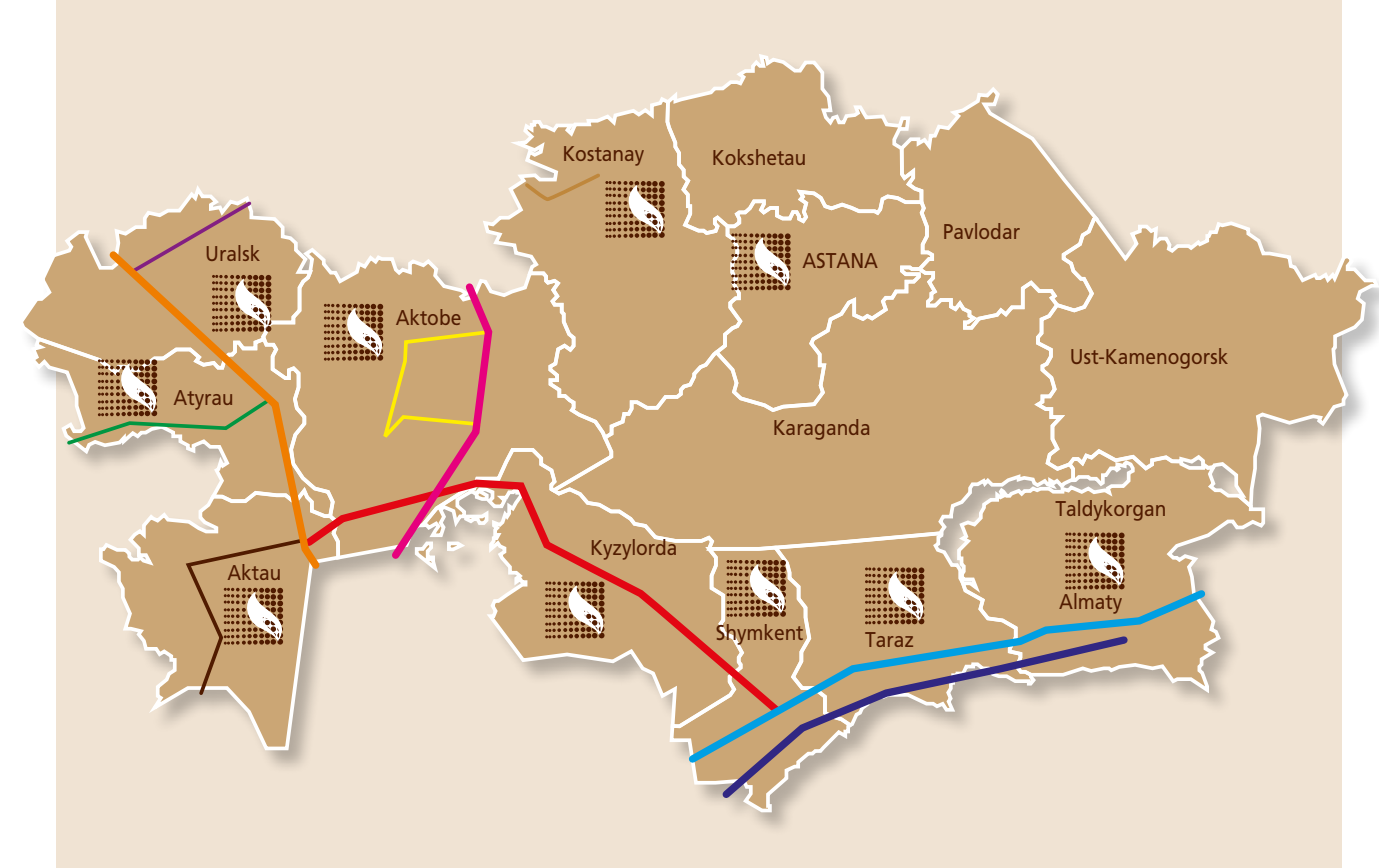 Kostanay
Kokshetau
Pavlodar
Uralsk
ASTANA
Aktobe
Ust-Kamenogorsk
Atyrau
Karaganda
Taldykorgan
Kyzylorda
Aktau
Almaty
Shymkent
Taraz